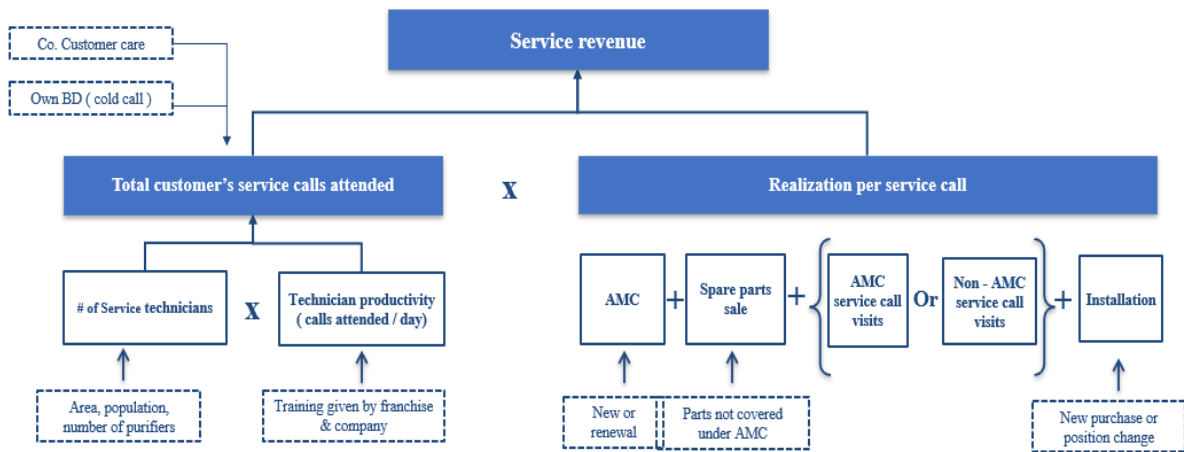 Service revenue
Co. Customer care
Own BD ( cold call )
Total customer's service calls attended
x
Realization per service call
# of Service technicians
x
Technician productivity
( calls attended / day)
AMC
+
Spare parts
sale
+
AMC
service call
visits
Or
Non - AMC
service call
visits
+
Installation
Area, population,
number of purifiers
Training given by franchise
& company
New or
renewal
Parts not covered
under AMC
New purchase or
position change